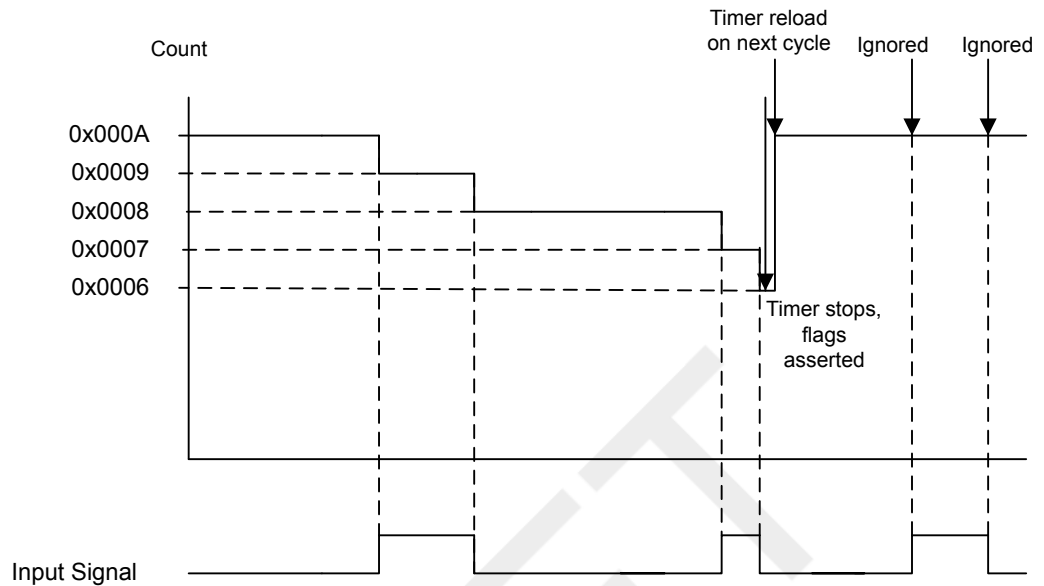 Timer reload
on next cycle
Ignored
Ignored
Count
0x000A
0x0009
0x0008
0x0007
0x0006
Timer stops,
flags
asserted
Input Signal